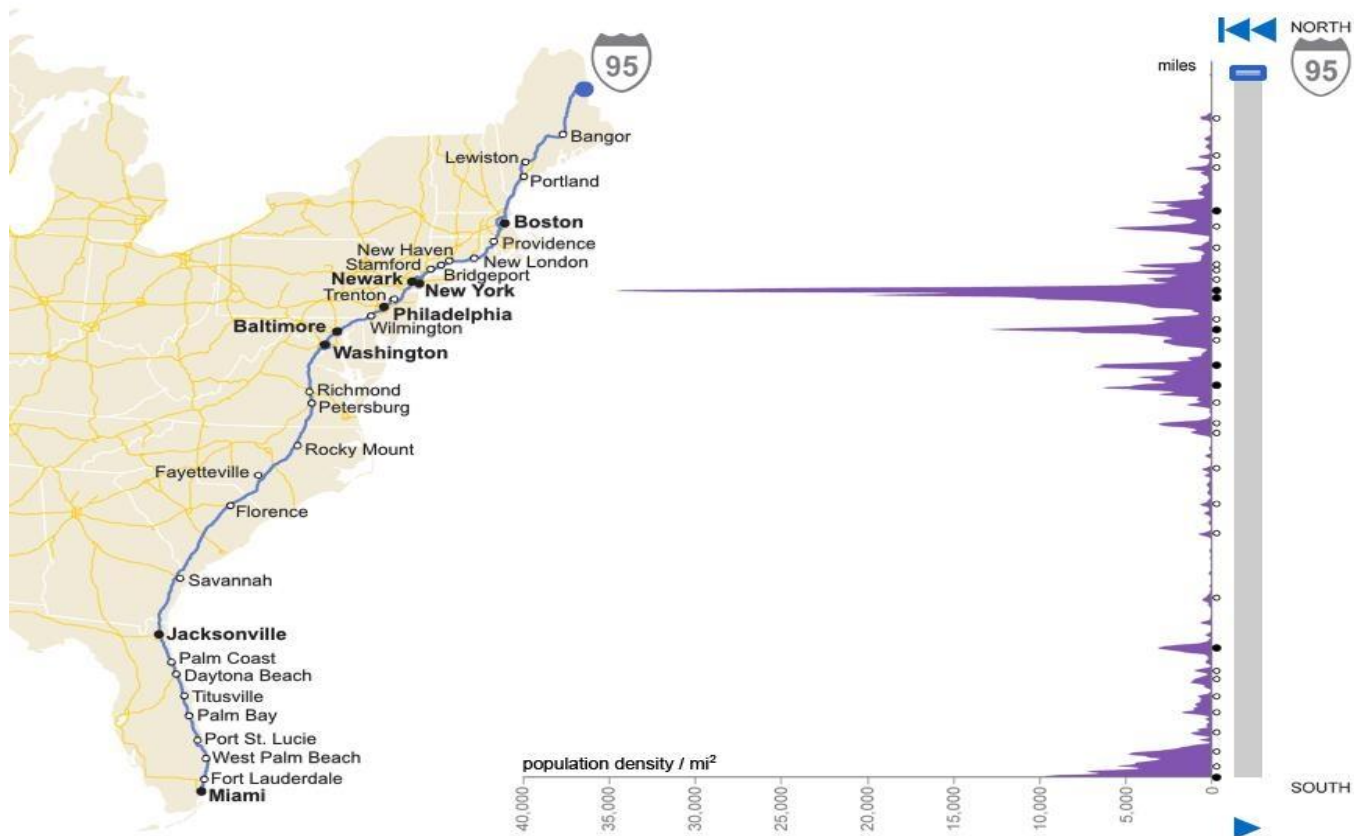 95
Bangor
Lewiston
Portland
Boston
Providence
New Haven
New London
Stamford
Bridgeport
Newark
New York
Trenton
Philadelphia
Wilmington
Baltimore
Washington
Richmond
Petersburg
Rocky Mount
Fayetteville
Florence
Savannah
Jacksonville
Palm Coast
Daytona Beach
Titusville
Palm Bay
Port St. Lucie
West Palm Beach
Fort Lauderdale
Miami
miles
NORTH
95
population density / mi²
40,000
35,000
30,000
25,000
20,000
15,000
10,000
5,000
0
SOUTH